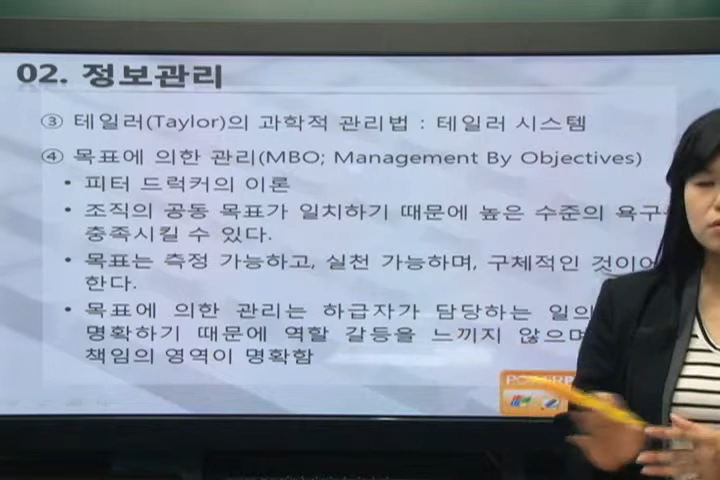 02. 정보관리
③ 테일러(Taylor)의 과학적 관리법 : 테일러 시스템
④ 목표에 의한 관리(MBO; Management By Objectives)
• 피터 드럭커의 이론
• 조직의 공동 목표가 일치하기 때문에 높은 수준의 욕구
충족시킬 수 있다.
• 목표는 측정 가능하고, 실천 가능하며, 구체적인 것이어
한다.
• 목표에 의한 관리는 하급자가 담당하는 일의
명확하기 때문에 역할 갈등을 느끼지 않으며
책임의 영역이 명확함